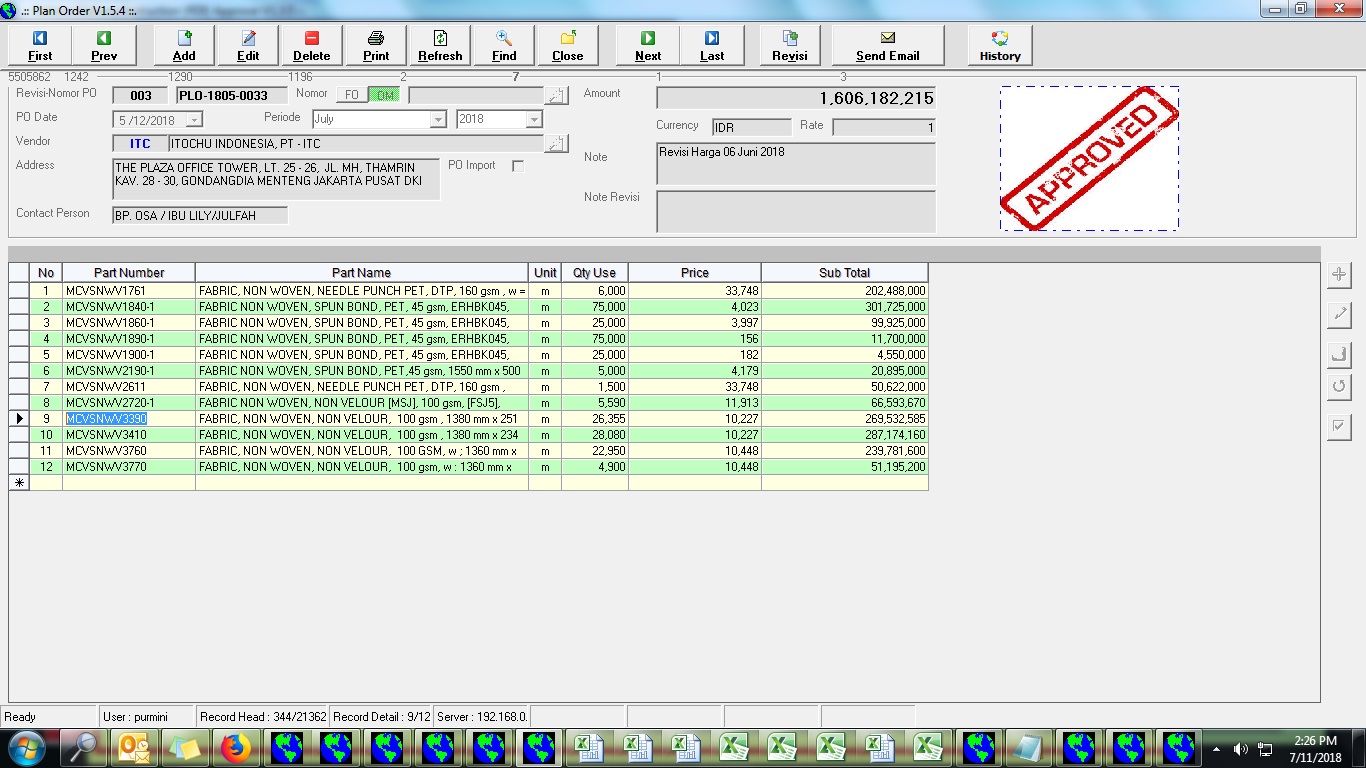 .:: Plan Order V1.5.4 ::.
First Prev Add Edit Delete Print Refresh Find Close Next Last Revisi Send Email History
5505862 1242 1290 1196 2 7 1 3
Revisi-Nomor PO 003 PLO-1805-0033 Nomor FO OM
Amount 1,606,182,215
PO Date 5 /12/2018 Periode July 2018
Currency IDR Rate 1
Vendor ITC ITOCHU INDONESIA, PT - ITC
Note Revisi Harga 06 Juni 2018
Address THE PLAZA OFFICE TOWER, LT. 25 - 26, JL. MH, THAMRIN
KAV. 28 - 30, GONDANGDIA MENTENG JAKARTA PUSAT DKI
PO Import
Note Revisi
Contact Person BP. OSA / IBU LILY/JULFAH
APPROVED
No Part Number Part Name Unit Qty Use Price Sub Total
1 MCVSNWV1761 FABRIC, NON WOVEN, NEEDLE PUNCH PET, DTP, 160 gsm , w = m 6,000 33,748 202,488,000
2 MCVSNWV1840-1 FABRIC, NON WOVEN, SPUN BOND, PET, 45 gsm, ERHBK045, m 75,000 4,023 301,725,000
3 MCVSNWV1860-1 FABRIC, NON WOVEN, SPUN BOND, PET, 45 gsm, ERHBK045, m 25,000 3,997 99,925,000
4 MCVSNWV1890-1 FABRIC, NON WOVEN, SPUN BOND, PET, 45 gsm, ERHBK045, m 75,000 156 11,700,000
5 MCVSNWV1900-1 FABRIC, NON WOVEN, SPUN BOND, PET, 45 gsm, ERHBK045, m 25,000 182 4,550,000
6 MCVSNWV2190-1 FABRIC, NON WOVEN, SPUN BOND, PET,45 gsm, 1550 mm x 500 m 5,000 4,179 20,895,000
7 MCVSNWV2611 FABRIC, NON WOVEN, NEEDLE PUNCH PET, DTP, 160 gsm , m 1,500 33,748 50,622,000
8 MCVSNWV2720-1 FABRIC, NON WOVEN, NON VELOUR [MSJ], 100 gsm, [FSJ5], m 5,590 11,913 66,593,670
9 MCVSNWV3390 FABRIC, NON WOVEN, NON VELOUR, 100 gsm , 1380 mm x 251 m 26,355 10,227 269,532,585
10 MCVSNWV3410 FABRIC, NON WOVEN, NON VELOUR, 100 gsm , 1380 mm x 234 m 28,080 10,227 287,174,160
11 MCVSNWV3760 FABRIC, NON WOVEN, NON VELOUR, 100 GSM, w ; 1360 mm x m 22,950 10,448 239,781,600
12 MCVSNWV3770 FABRIC, NON WOVEN, NON VELOUR, 100 gsm, w : 1360 mm x m 4,900 10,448 51,195,200
Ready User : purmini Record Head : 344/21362 Record Detail : 9/12 Server : 192.168.0.
2:26 PM
7/11/2018